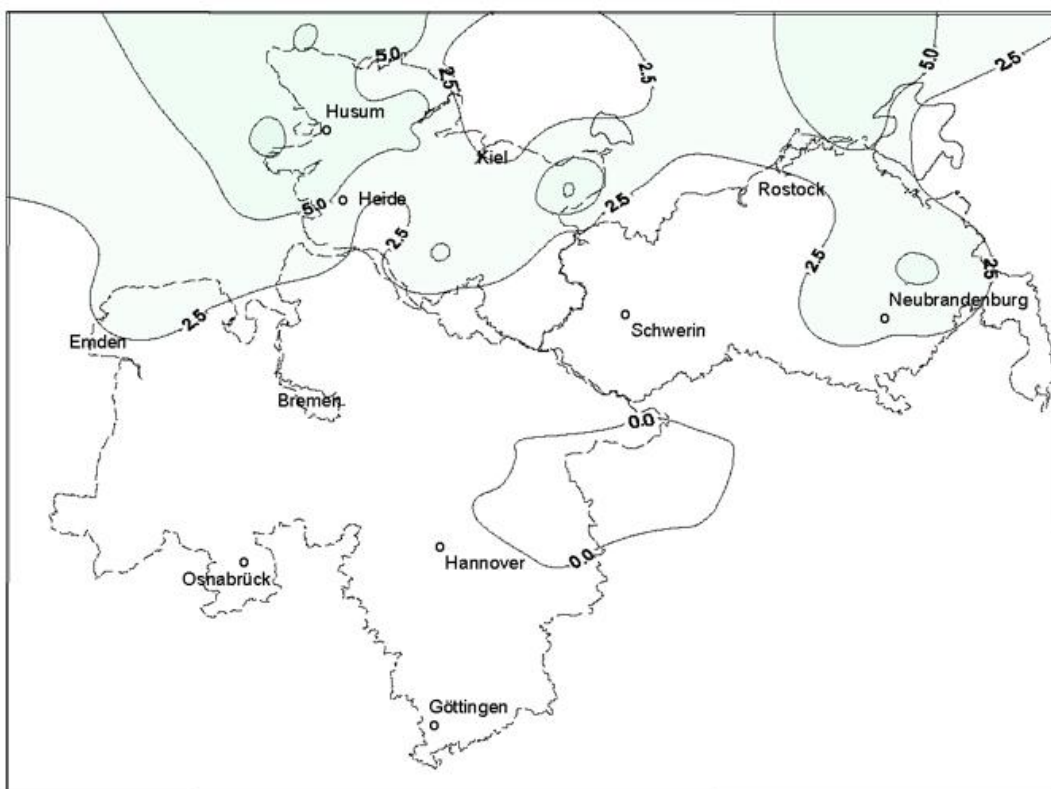 5.0
2.5
2.5
5.0
2.5
Husum
Kiel
Heide
5.0
2.5
2.5
Rostock
2.5
2.5
Neubrandenburg
2.5
Schwerin
Emden
Bremen
0.0
0.0
Hannover
Osnabrück
Göttingen